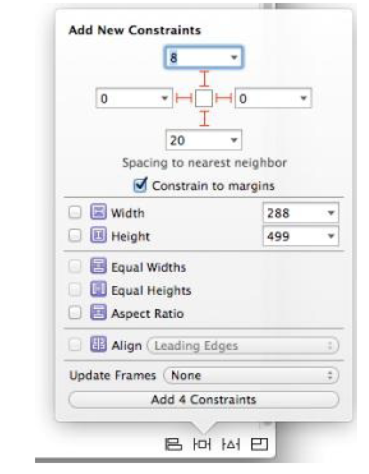 Add New Constraints
8
0 0
20
Spacing to nearest neighbor
Constrain to margins
Width 288
Height 499
Equal Widths
Equal Heights
Aspect Ratio
Align Leading Edges
Update Frames None
Add 4 Constraints